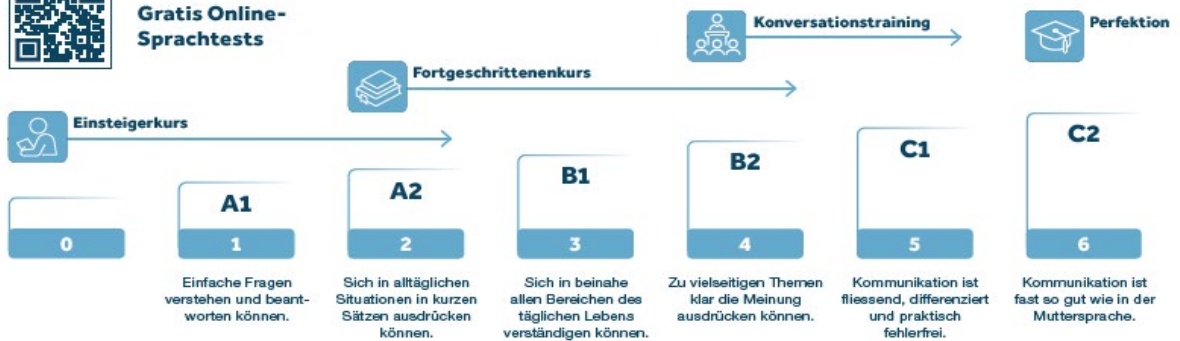 Gratis Online-
Sprachtests
Konversationstraining
Perfektion
Fortgeschrittenenkurs
Einsteigerkurs
A1
A2
B1
B2
C1
C2
0
1
2
3
4
5
6
Einfache Fragen
verstehen und beant-
worten können.
Sich in alltäglichen
Situationen in kurzen
Sätzen ausdrücken
können.
Sich in beinahe
allen Bereichen des
täglichen Lebens
verständigen können.
Zu vielseitigen Themen
klar die Meinung
ausdrücken können.
Kommunikation ist
fliessend, differenziert
und praktisch
fehlerfrei.
Kommunikation ist
fast so gut wie in der
Muttersprache.